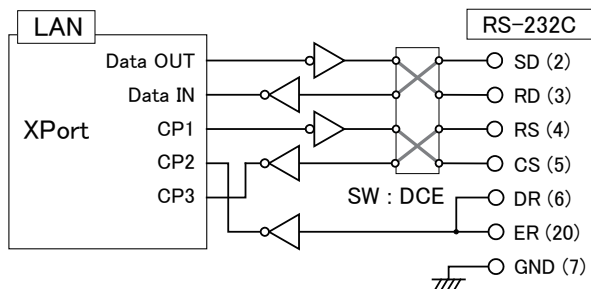 LAN
RS-232C
Data OUT
SD (2)
Data IN
RD (3)
XPort
CP1
RS (4)
CP2
CS (5)
CP3
SW : DCE
DR (6)
ER (20)
GND (7)